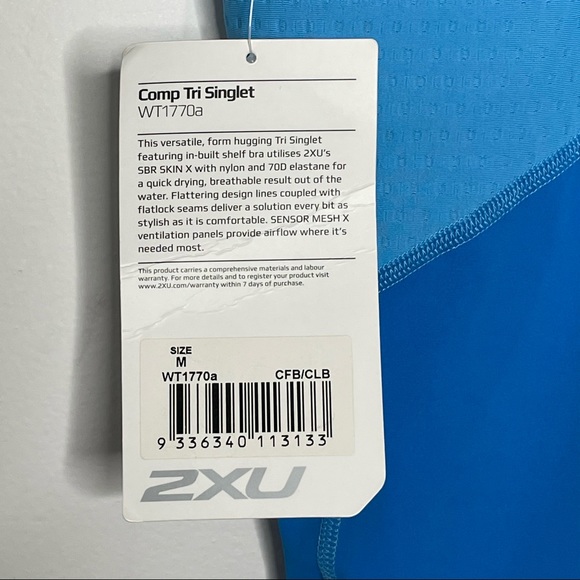 Comp Tri Singlet
WT1770a
This versatile, form hugging Tri Singlet
featuring in-built shelf bra utilises 2XU's
SBR SKIN X with nylon and 70D elastane for
a quick drying, breathable result out of the
water. Flattering design lines coupled with
flatlock seams deliver a solution every bit as
stylish as it is comfortable. SENSOR MESH X
ventilation panels provide airflow where it's
needed most.
This product carries a comprehensive materials and labour
warranty. For more details and to register your product visit
www.2XU.com/warranty within 7 days of purchase.
SIZE
M
WT1770a CFB/CLB
9 336340 113133
2XU